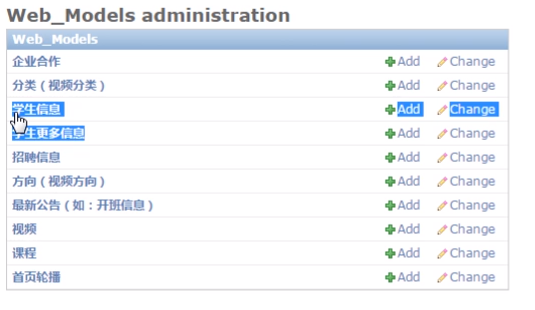 Web_Models administration
Web_Models
企业合作 Add Change
分类（视频分类） Add Change
学生信息 Add Change
学生更多信息 Add Change
招聘信息 Add Change
方向（视频方向） Add Change
最新公告（如：开班信息） Add Change
视频 Add Change
课程 Add Change
首页轮播 Add Change